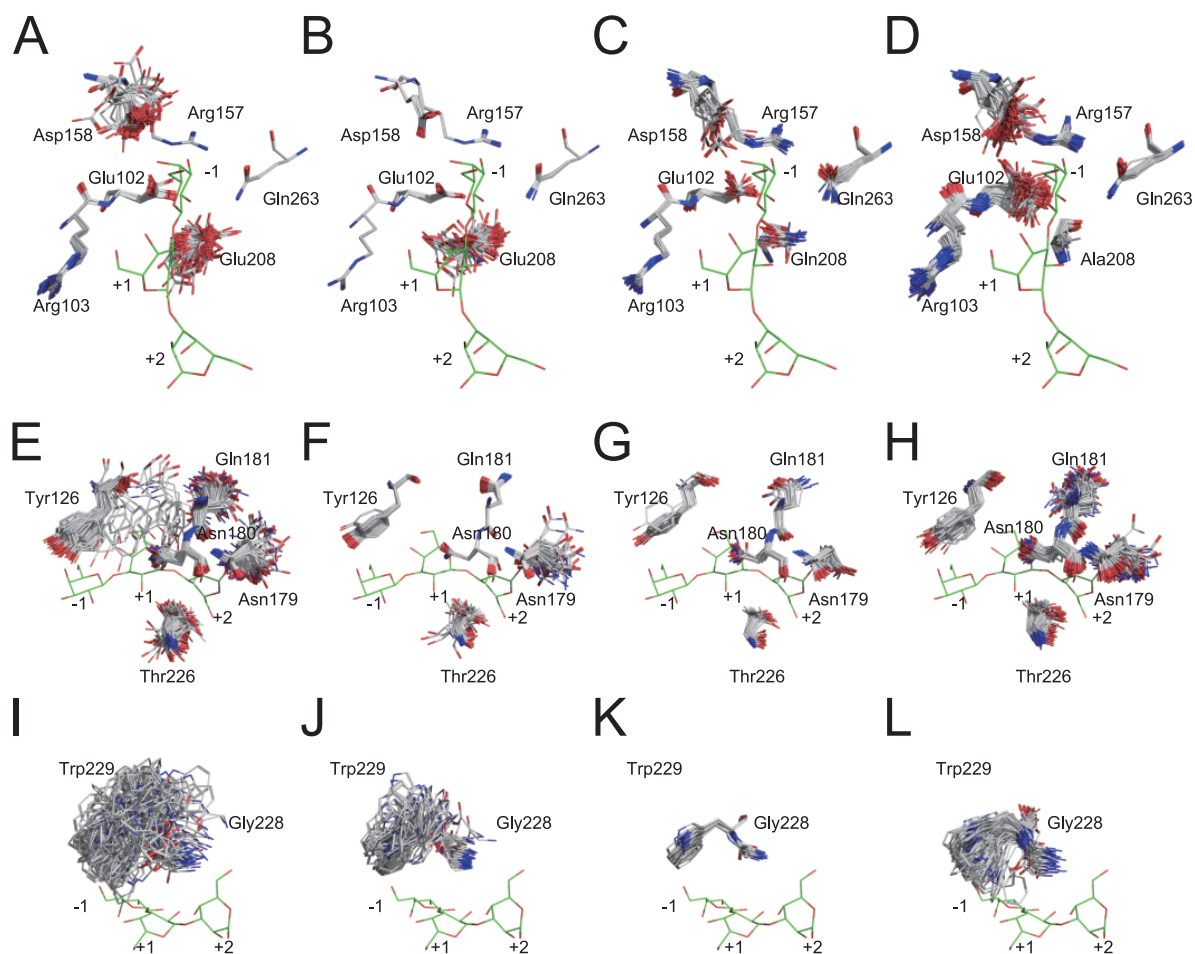 A
B
C
D
Asp158
Arg157
Glu102
-1
Gln263
Glu208
Arg103
+1
+2
Asp158
Arg157
Glu102
-1
Gln263
Glu208
Arg103
+1
+2
Asp158
Arg157
Glu102
-1
Gln263
Gln208
Arg103
+1
+2
Asp158
Arg157
Glu102
-1
Gln263
Ala208
Arg103
+1
+2
E
F
G
H
Gln181
Tyr126
Asn180
-1
+1
Asn179
+2
Thr226
Gln181
Tyr126
Asn180
-1
+1
Asn179
+2
Thr226
Gln181
Tyr126
Asn180
-1
+1
Asn179
+2
Thr226
Gln181
Tyr126
Asn180
-1
+1
Asn179
+2
Thr226
I
J
K
L
Trp229
Gly228
-1
+1
+2
Trp229
Gly228
-1
+1
+2
Trp229
Gly228
-1
+1
+2
Trp229
Gly228
-1
+1
+2